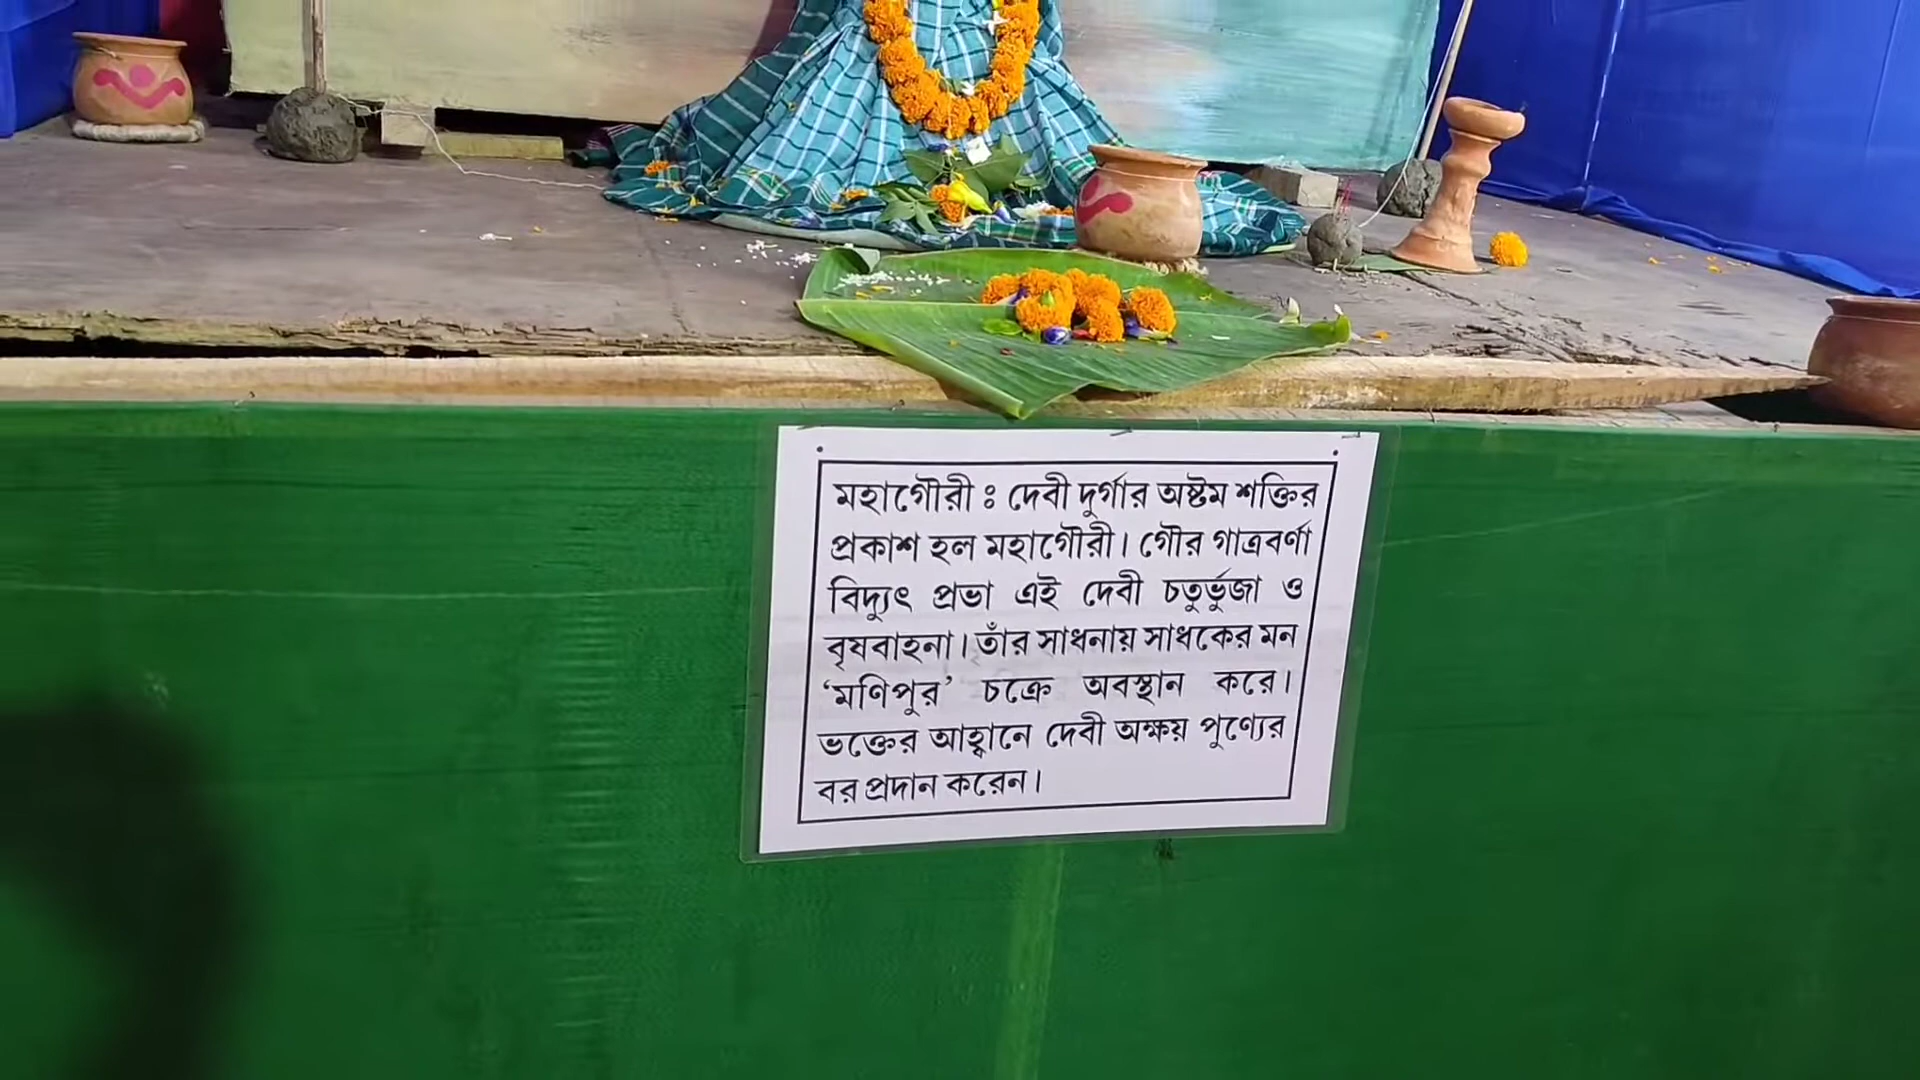 মহাগৌরী ঃ দেবী দুর্গার অষ্টম শক্তির
প্রকাশ হল মহাগৌরী। গৌর গাত্রবর্ণা
বিদ্যুৎ প্রভা এই দেবী চতুর্ভুজা ও
বৃষবাহনা। তাঁর সাধনায় সাধকের মন
‘মণিপুর’ চক্রে অবস্থান করে।
ভক্তের আহ্বানে দেবী অক্ষয় পুণ্যের
বর প্রদান করেন।